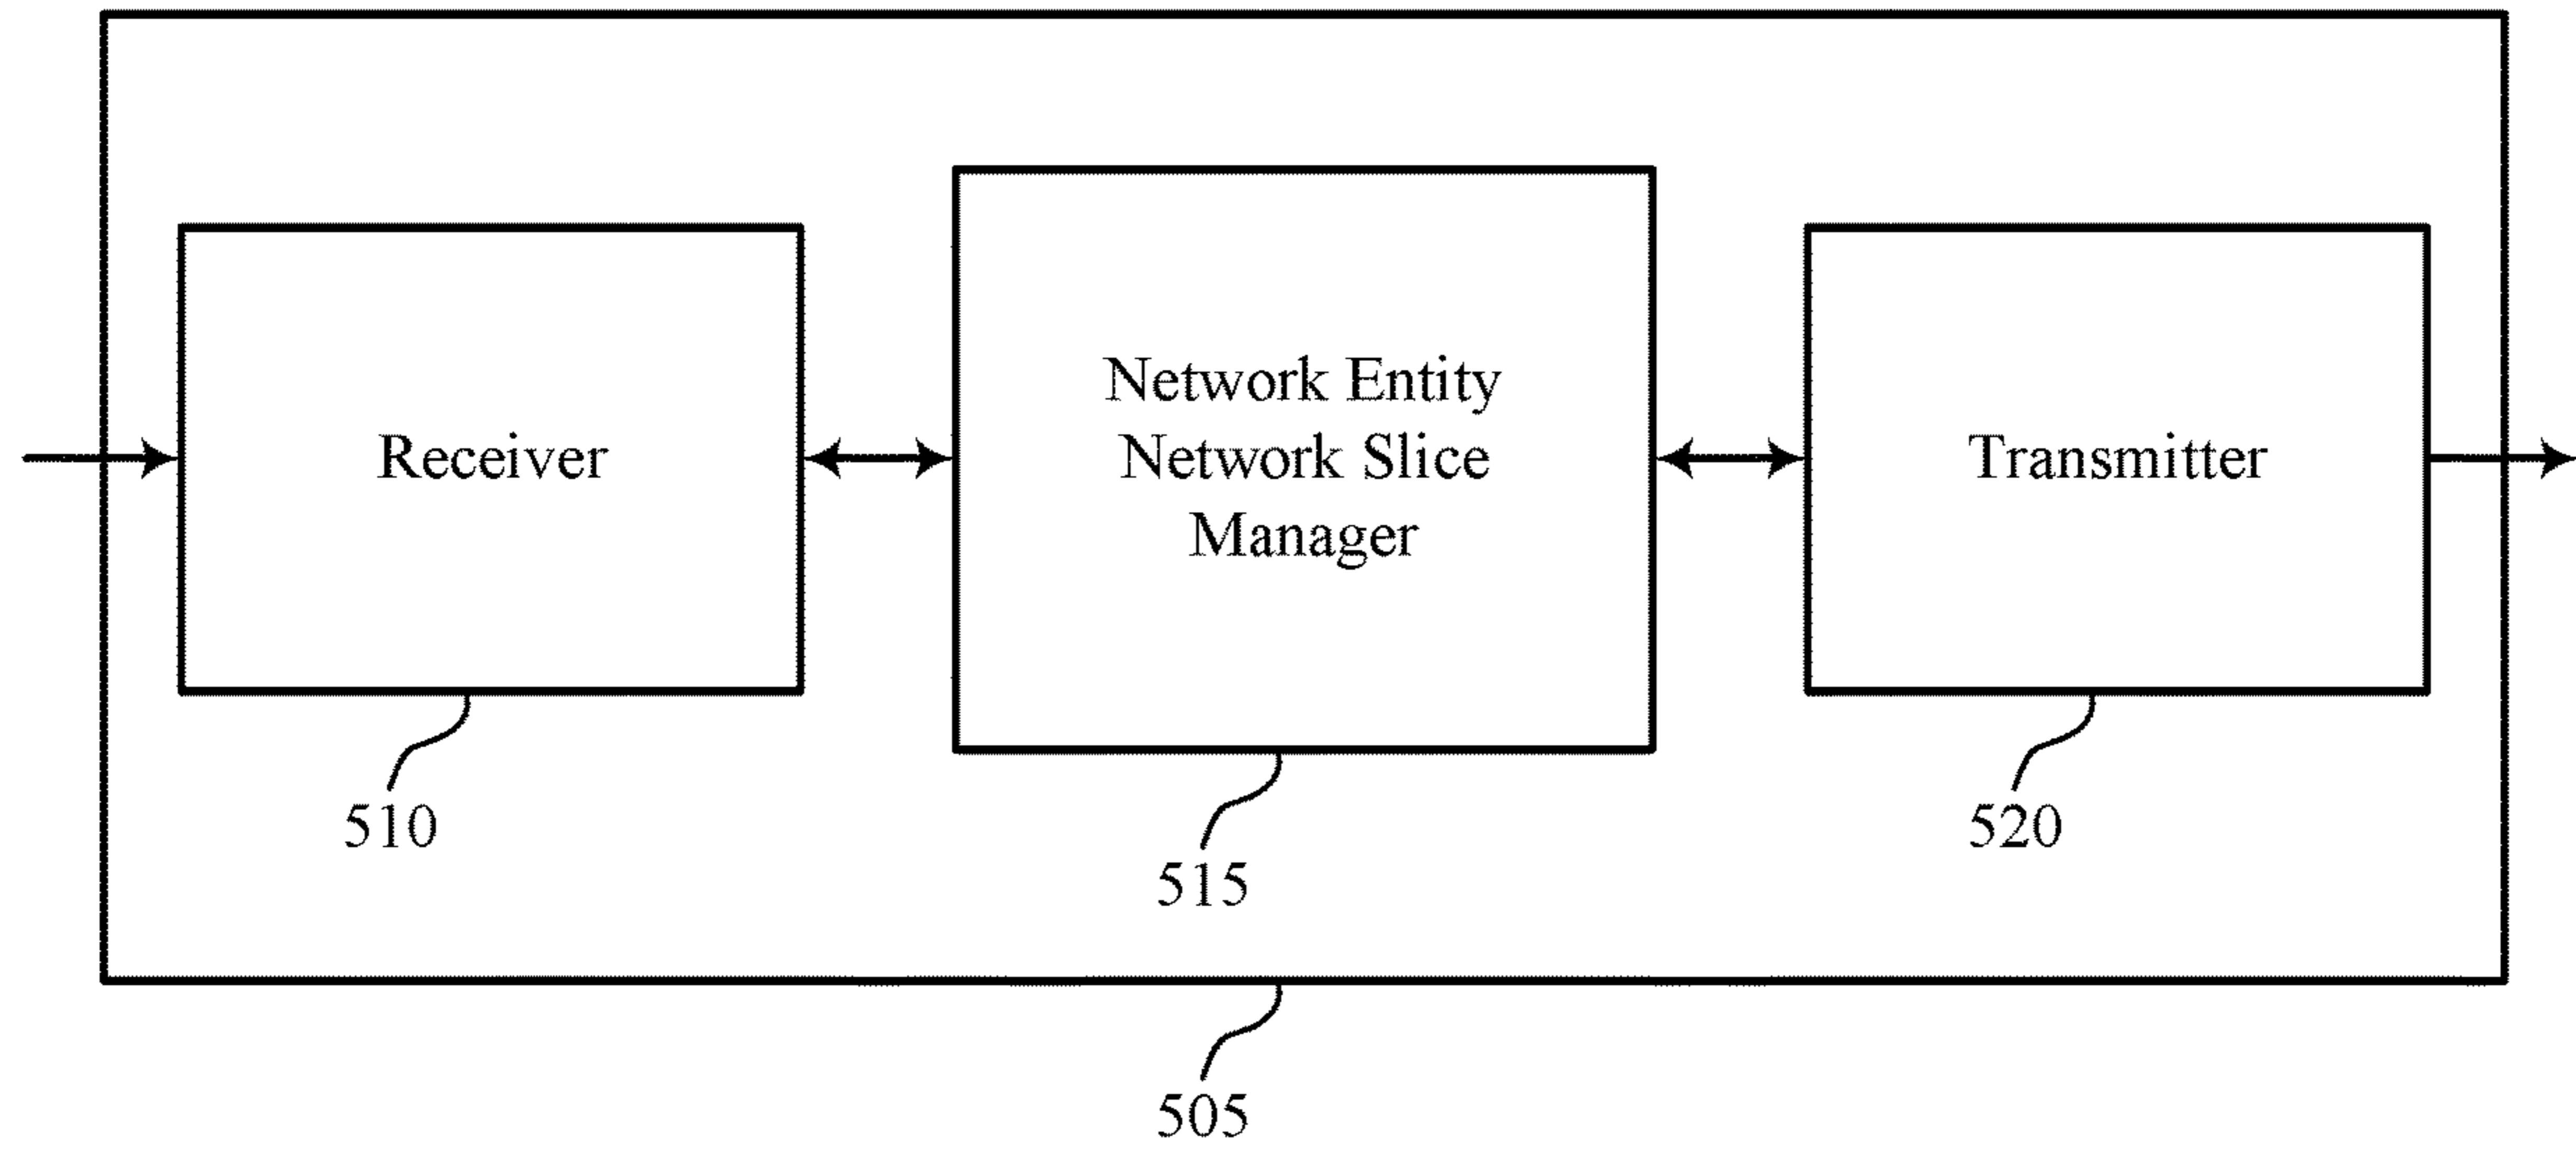 Receiver
Network Entity
Network Slice
Manager
Transmitter
510
515
520
505